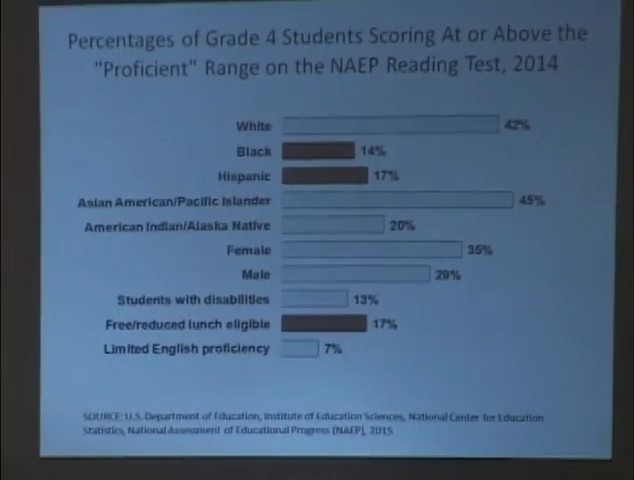 Percentages of Grade 4 Students Scoring At or Above the
"Proficient" Range on the NAEP Reading Test, 2014
White 42%
Black 14%
Hispanic 17%
Asian American/Pacific Islander 45%
American Indian/Alaska Native 20%
Female 35%
Male 29%
Students with disabilities 13%
Free/reduced lunch eligible 17%
Limited English proficiency 7%
SOURCE: U.S. Department of Education, Institute of Education Sciences, National Center for Education
Statistics, National Assessment of Educational Progress (NAEP), 2015